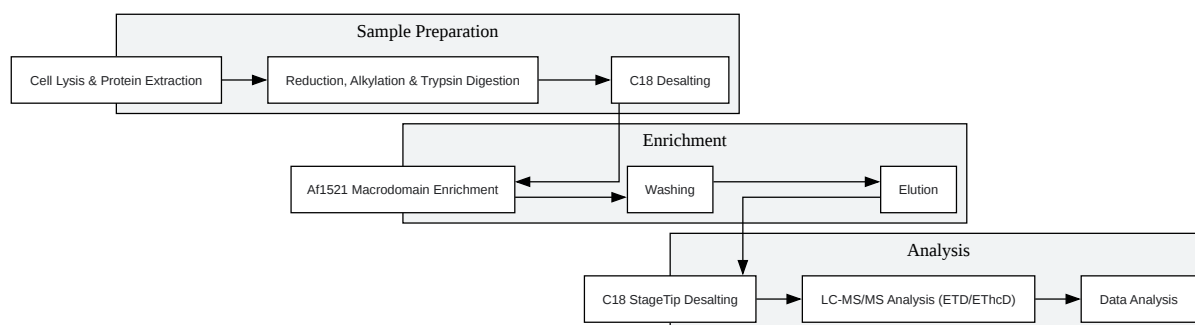 Sample Preparation
Cell Lysis & Protein Extraction
Reduction, Alkylation & Trypsin Digestion
C18 Desalting
Enrichment
Af1521 Macrodomain Enrichment
Washing
Elution
Analysis
C18 StageTip Desalting
LC-MS/MS Analysis (ETD/EThcD)
Data Analysis